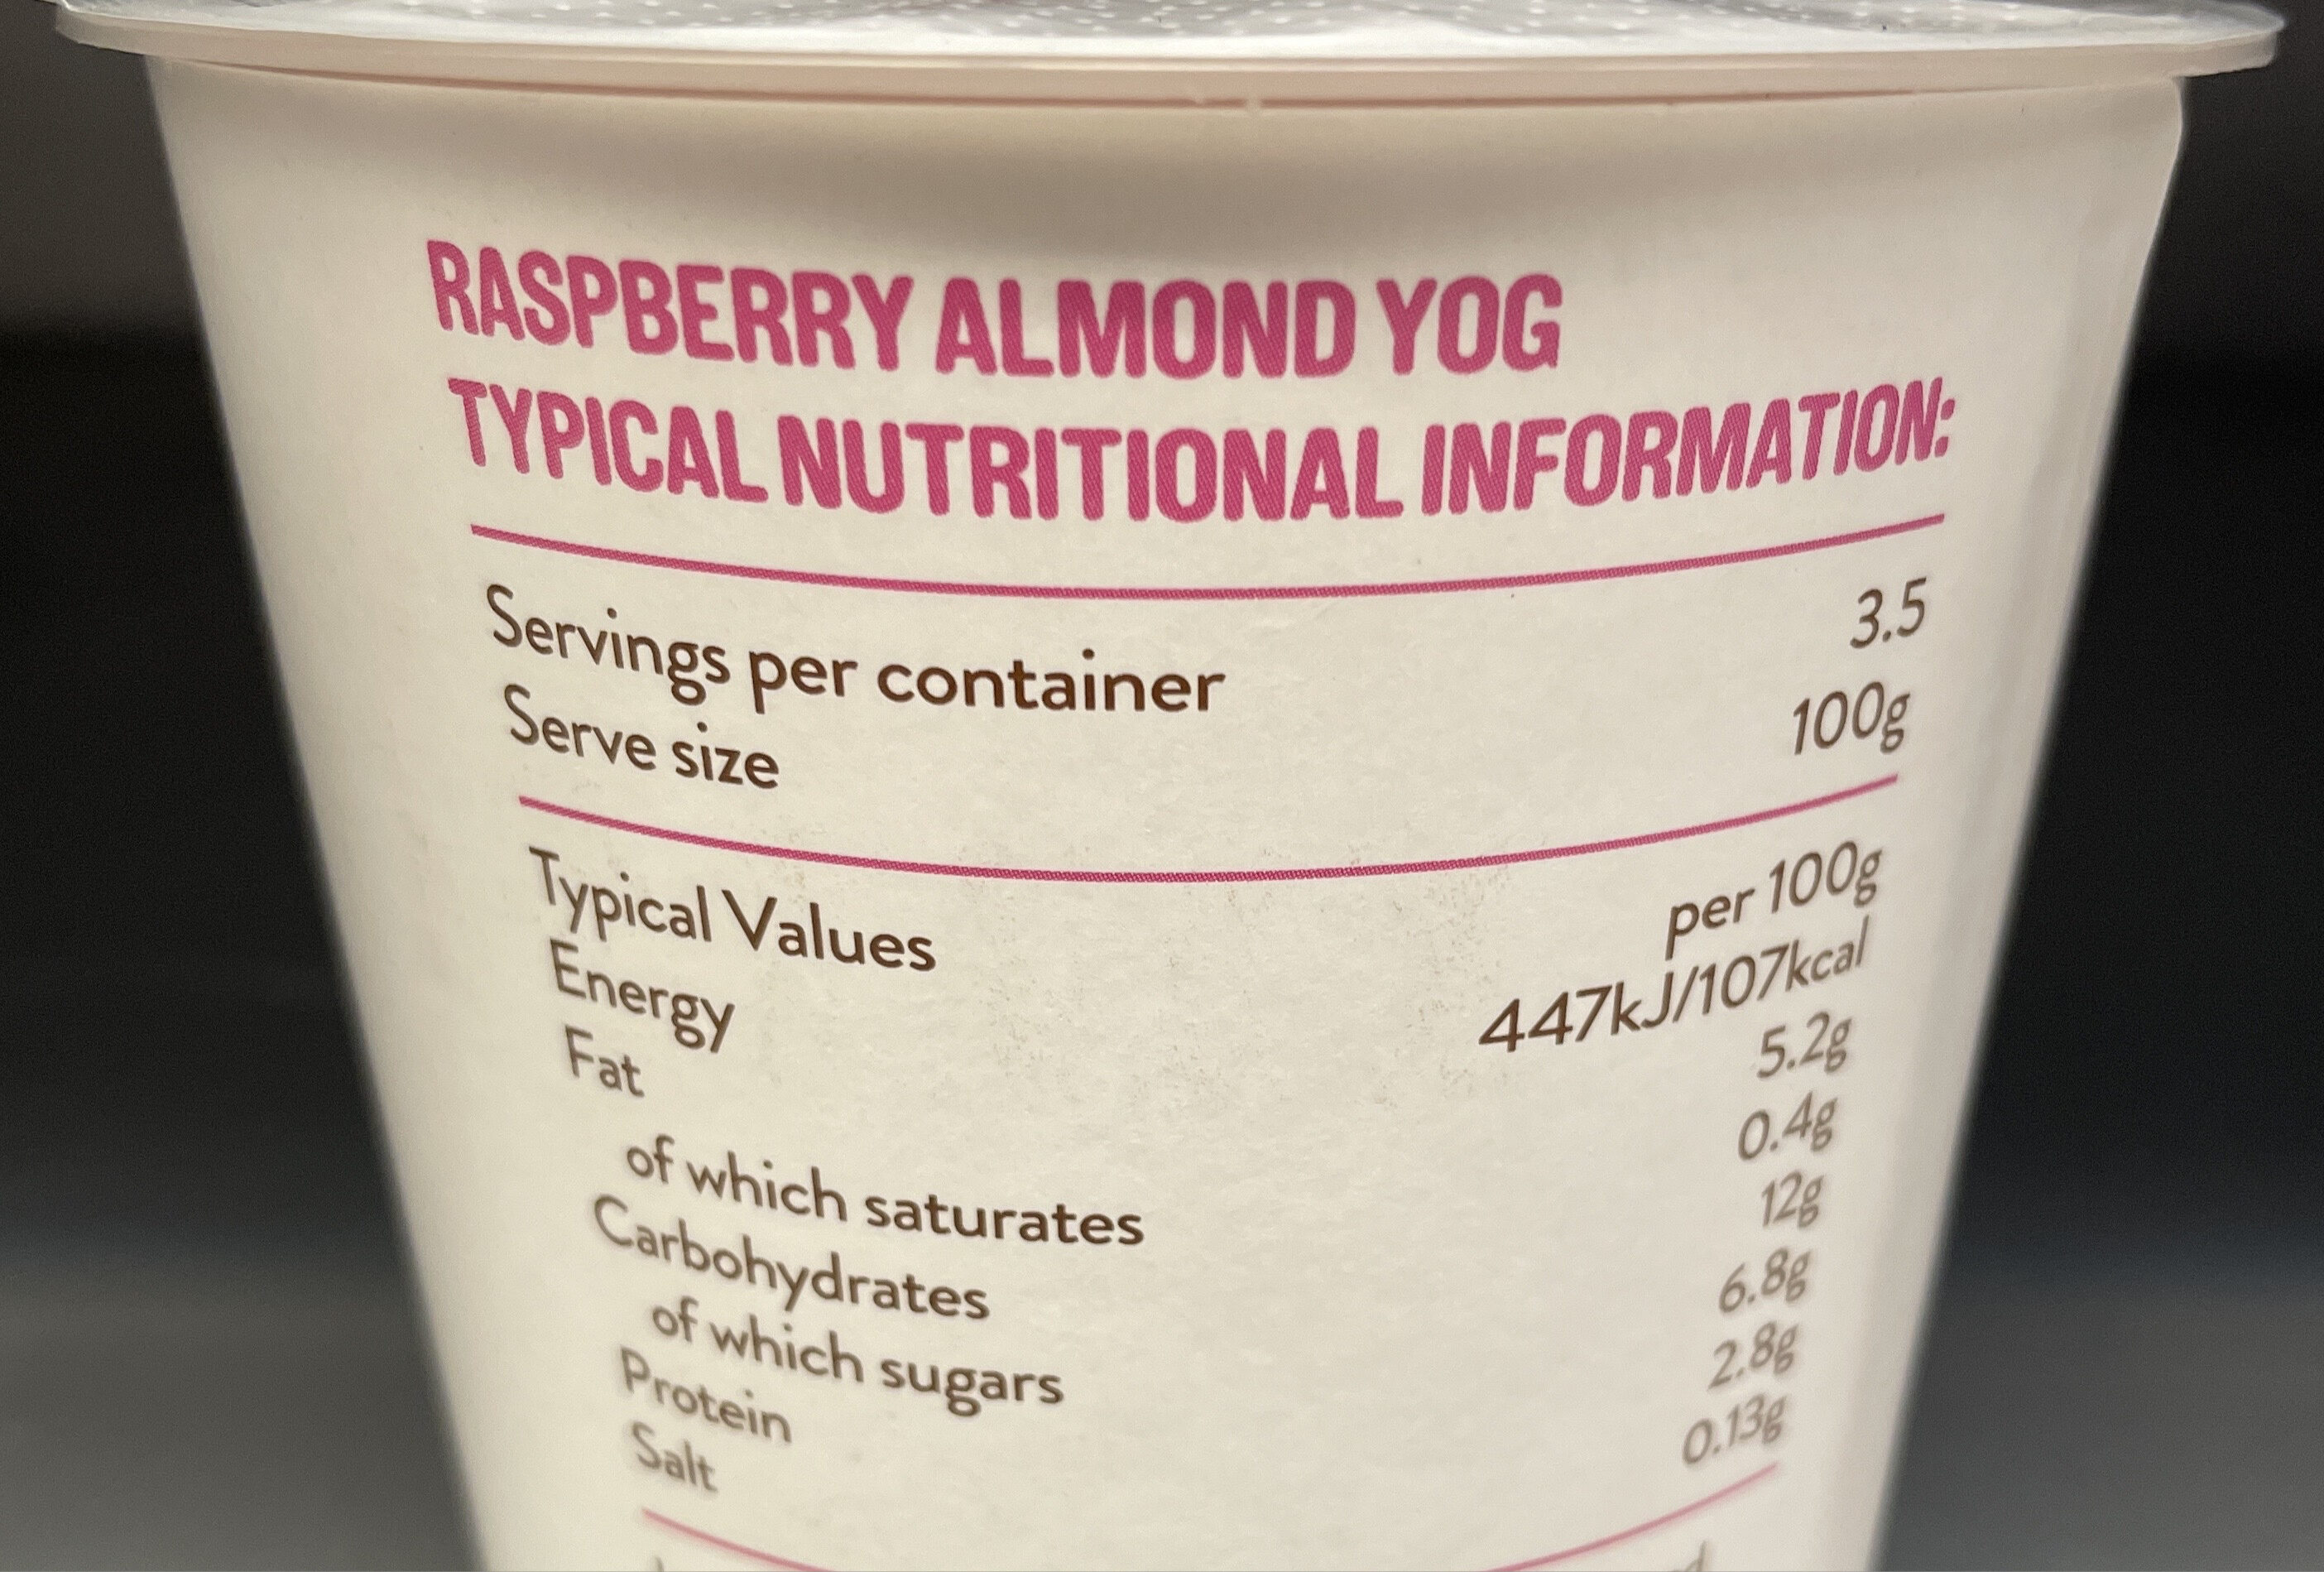 RASPBERRY ALMOND YOG
TYPICAL NUTRITIONAL INFORMATION:
Servings per container 3.5
Serve size 100g
Typical Values per 100g
Energy 447kJ/107kcal
Fat 5.2g
of which saturates 0.4g
Carbohydrates 12g
of which sugars 6.8g
Protein 2.8g
Salt 0.13g